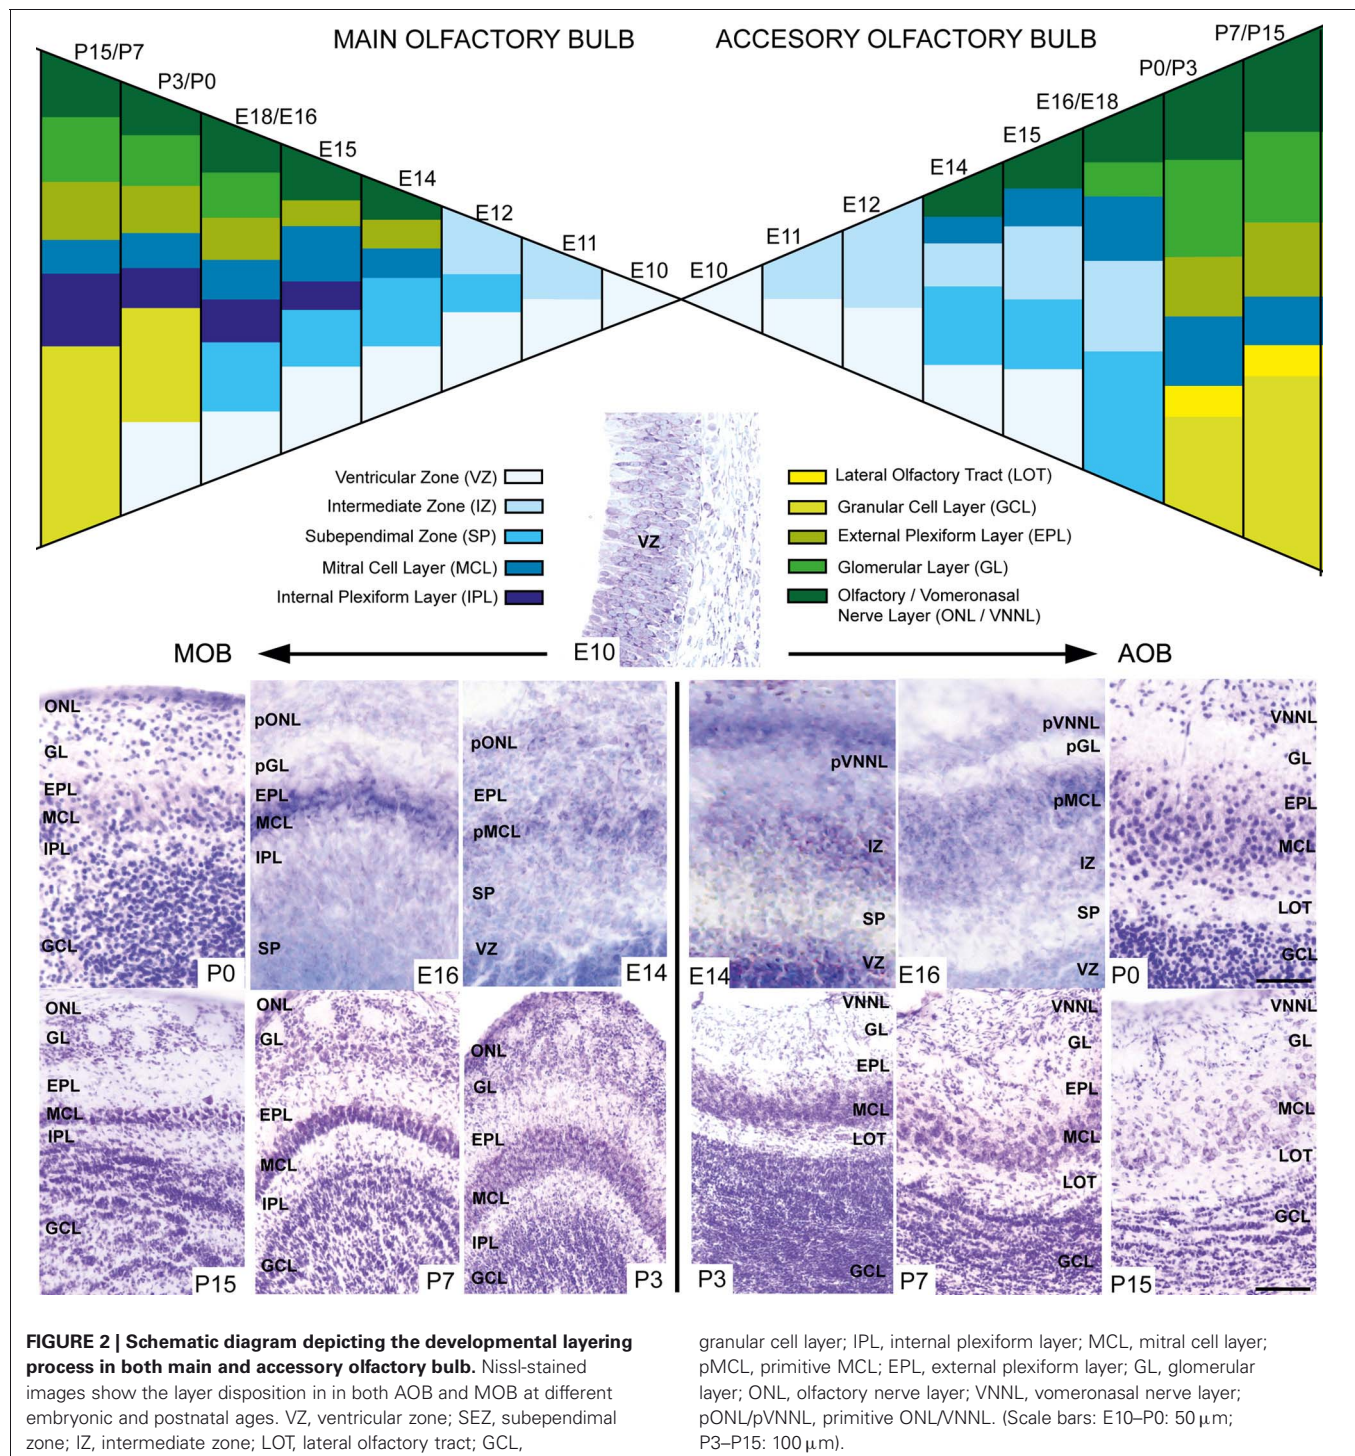 MAIN OLFACTORY BULB
ACCESORY OLFACTORY BULB
P15/P7
P3/P0
E18/E16
E15
E14
E12
E11
E10
E10
E11
E12
E14
E15
E16/E18
P0/P3
P7/P15
Ventricular Zone (VZ)
Intermediate Zone (IZ)
Subependimal Zone (SP)
Mitral Cell Layer (MCL)
Internal Plexiform Layer (IPL)
VZ
Lateral Olfactory Tract (LOT)
Granular Cell Layer (GCL)
External Plexiform Layer (EPL)
Glomerular Layer (GL)
Olfactory / Vomeronasal
Nerve Layer (ONL / VNNL)
MOB
E10
AOB
ONL
GL
EPL
MCL
IPL
GCL
P0
pONL
pGL
EPL
MCL
IPL
SP
E16
pONL
EPL
pMCL
SP
VZ
E14
pVNNL
IZ
SP
VZ
E14
pVNNL
pGL
pMCL
IZ
SP
VZ
E16
VNNL
GL
EPL
MCL
LOT
GCL
P0
ONL
GL
EPL
MCL
IPL
GCL
P15
ONL
GL
EPL
MCL
IPL
GCL
P7
ONL
GL
EPL
MCL
IPL
GCL
P3
VNNL
GL
EPL
MCL
LOT
GCL
P3
VNNL
GL
EPL
MCL
LOT
GCL
P7
VNNL
GL
MCL
LOT
GCL
P15
FIGURE 2 | Schematic diagram depicting the developmental layering
process in both main and accessory olfactory bulb. Nissl-stained
images show the layer disposition in in both AOB and MOB at different
embryonic and postnatal ages. VZ, ventricular zone; SEZ, subependimal
zone; IZ, intermediate zone; LOT, lateral olfactory tract; GCL,
granular cell layer; IPL, internal plexiform layer; MCL, mitral cell layer;
pMCL, primitive MCL; EPL, external plexiform layer; GL, glomerular
layer; ONL, olfactory nerve layer; VNNL, vomeronasal nerve layer;
pONL/pVNNL, primitive ONL/VNNL. (Scale bars: E10–P0: 50 μm;
P3–P15: 100 μm).